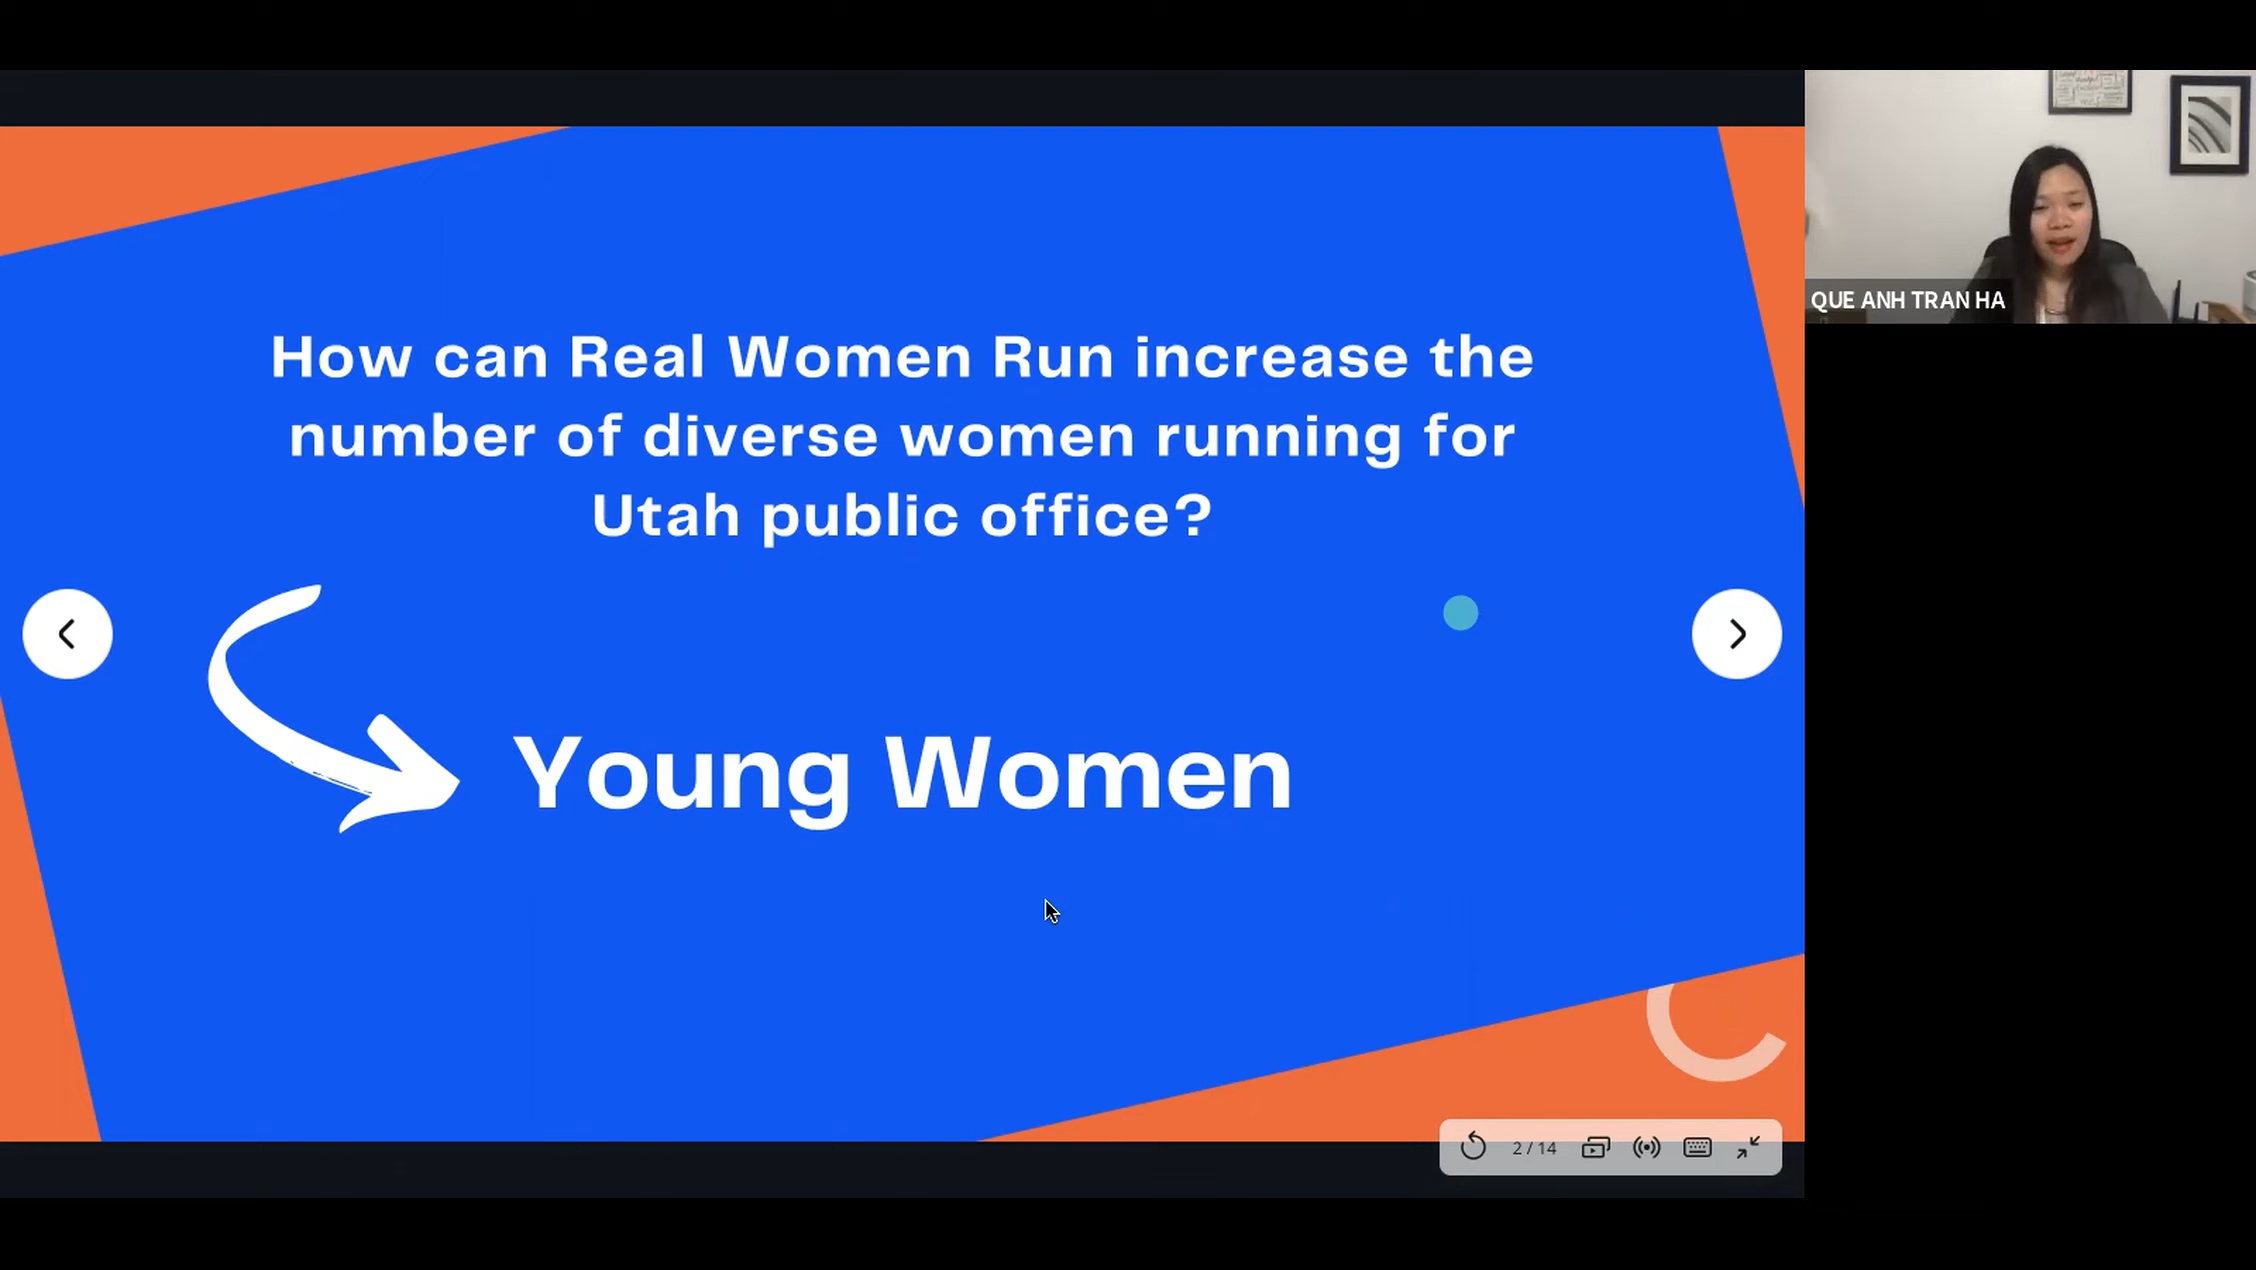 How can Real Women Run increase the
number of diverse women running for
Utah public office?
Young Women
QUE ANH TRAN HA
2 / 14